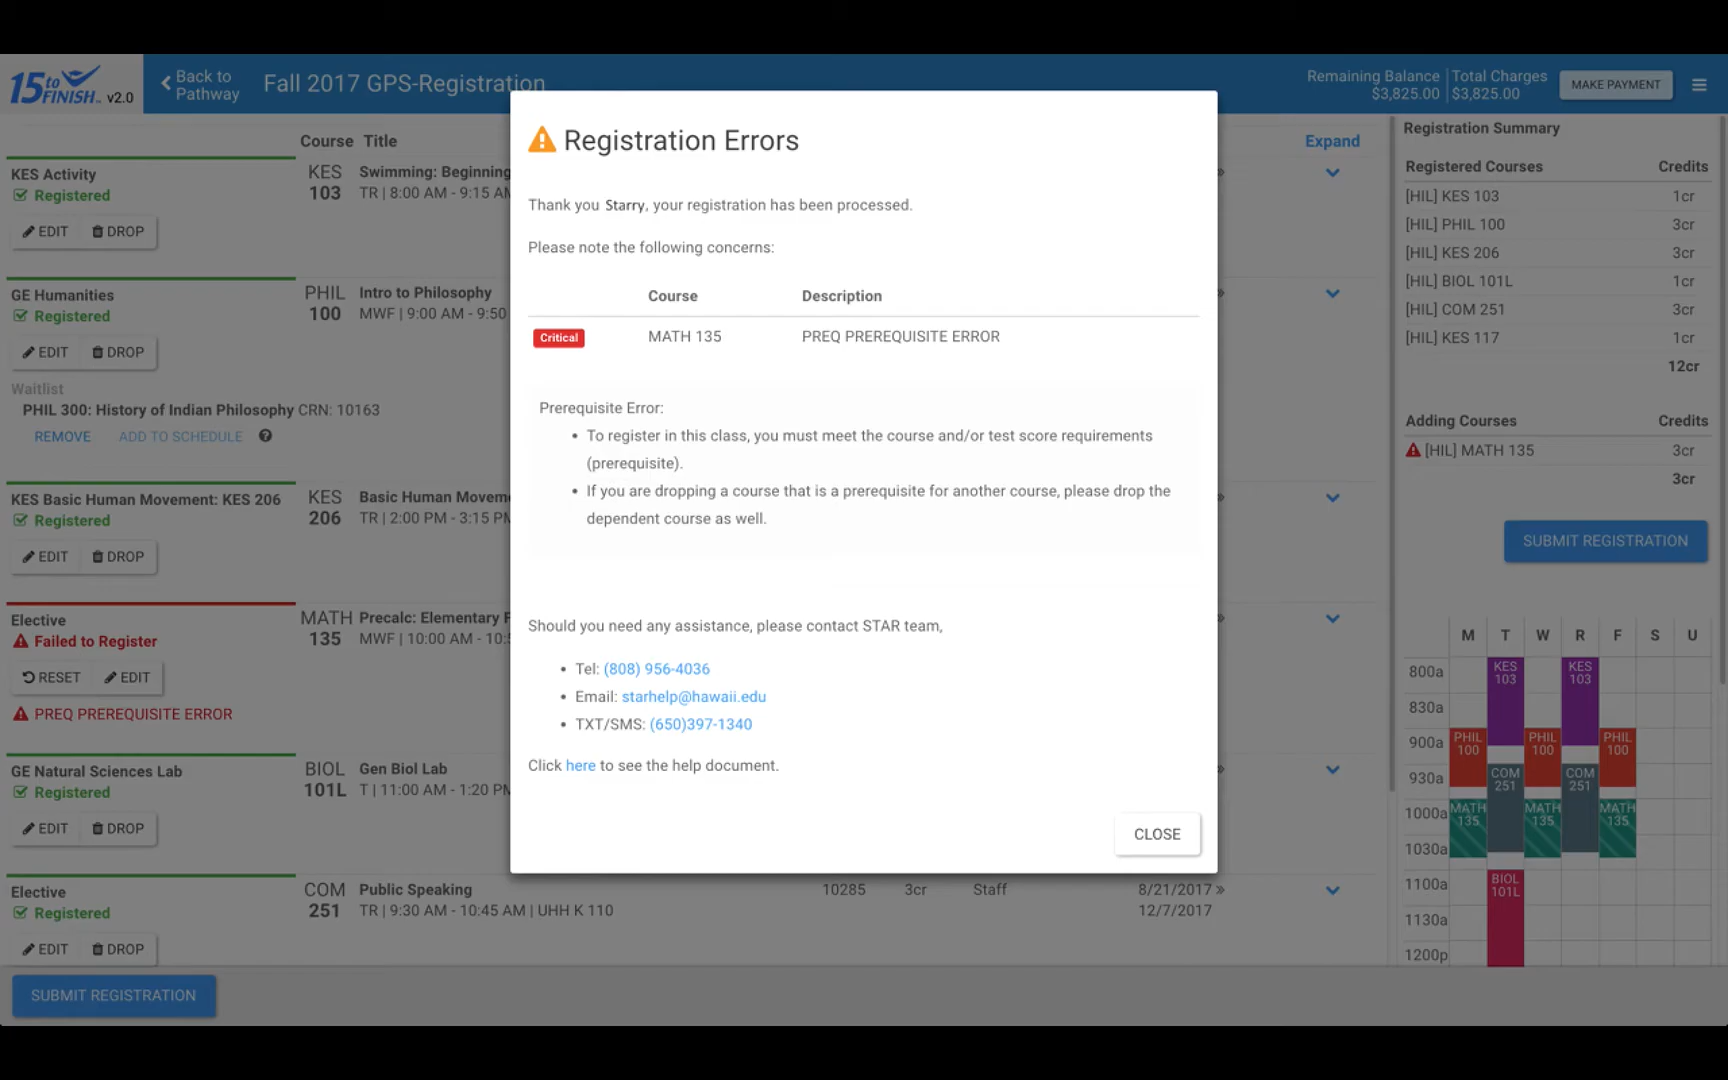 15 to FINISH v2.0
Back to Pathway
Fall 2017 GPS-Registration
Remaining Balance $3,825.00
Total Charges $3,825.00
MAKE PAYMENT
Course Title
Expand
KES Activity
Registered
EDIT DROP
KES 103
Swimming: Beginning
TR | 8:00 AM - 9:15 AM
GE Humanities
Registered
EDIT DROP
PHIL 100
Intro to Philosophy
MWF | 9:00 AM - 9:50
Waitlist
PHIL 300: History of Indian Philosophy CRN: 10163
REMOVE ADD TO SCHEDULE ?
KES Basic Human Movement: KES 206
Registered
EDIT DROP
KES 206
Basic Human Movem
TR | 2:00 PM - 3:15 PM
Elective
Failed to Register
RESET EDIT
PREQ PREREQUISITE ERROR
MATH 135
Precalc: Elementary F
MWF | 10:00 AM - 10:5
GE Natural Sciences Lab
Registered
EDIT DROP
BIOL 101L
Gen Biol Lab
T | 11:00 AM - 1:20 PM
Elective
Registered
EDIT DROP
COM 251
Public Speaking
TR | 9:30 AM - 10:45 AM | UHH K 110
10285 3cr Staff 8/21/2017 »
12/7/2017
SUBMIT REGISTRATION
Registration Errors
Thank you Starry, your registration has been processed.
Please note the following concerns:
Course Description
Critical MATH 135 PREQ PREREQUISITE ERROR
Prerequisite Error:
• To register in this class, you must meet the course and/or test score requirements
(prerequisite).
• If you are dropping a course that is a prerequisite for another course, please drop the
dependent course as well.
Should you need any assistance, please contact STAR team,
• Tel: (808) 956-4036
• Email: starhelp@hawaii.edu
• TXT/SMS: (650)397-1340
Click here to see the help document.
CLOSE
Registration Summary
Registered Courses Credits
[HIL] KES 103 1cr
[HIL] PHIL 100 3cr
[HIL] KES 206 3cr
[HIL] BIOL 101L 1cr
[HIL] COM 251 3cr
[HIL] KES 117 1cr
12cr
Adding Courses Credits
[HIL] MATH 135 3cr
3cr
SUBMIT REGISTRATION
M T W R F S U
800a KES 103 KES 103
830a
900a PHIL 100 PHIL 100 PHIL 100
930a COM 251 COM 251
1000a MATH 135 MATH 135 MATH 135
1030a
1100a BIOL 101L
1130a
1200p